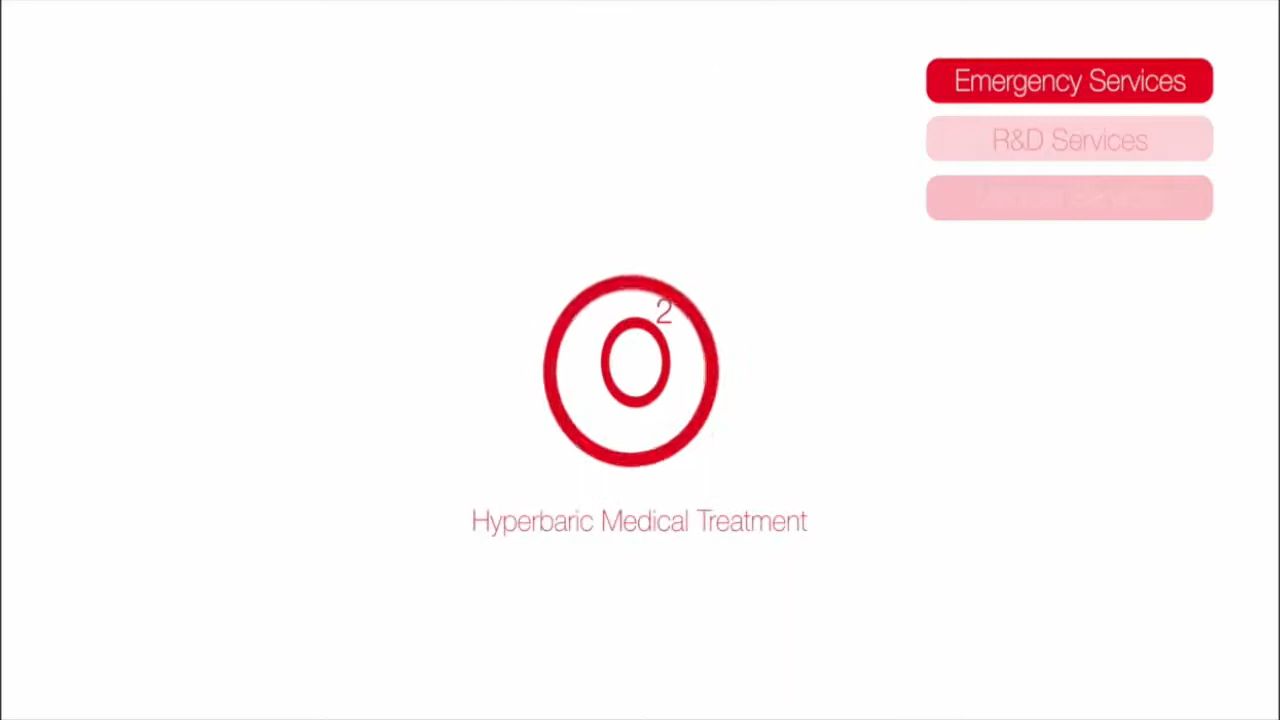 Emergency Services
R&D Services
O2
Hyperbaric Medical Treatment